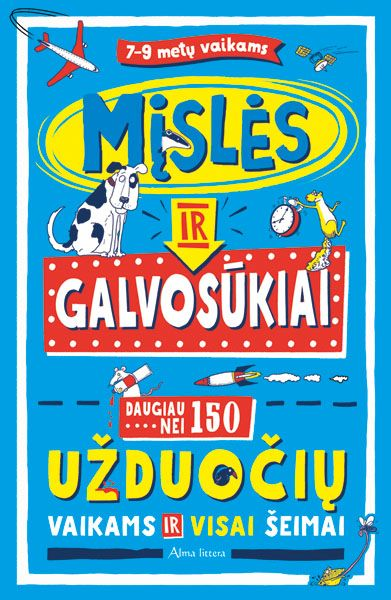 7-9 metų vaikams
MĮSLĖS
IR
GALVOSŪKIAI
DAUGIAU
NEI 150
UŽDUOČIŲ
VAIKAMS IR VISAI ŠEIMAI
Alma littera